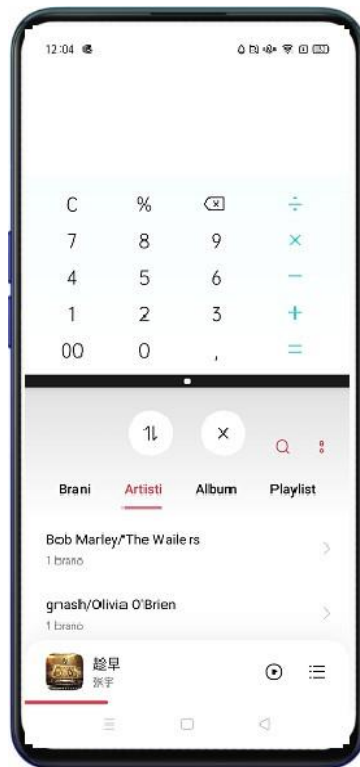 12:04
C % ÷
7 8 9 ×
4 5 6 −
1 2 3 +
00 0 , =
Brani Artisti Album Playlist
Bob Marley/"The Wailers
1 brano
gnash/Olivia O'Brien
1 brano
趁早
张宇